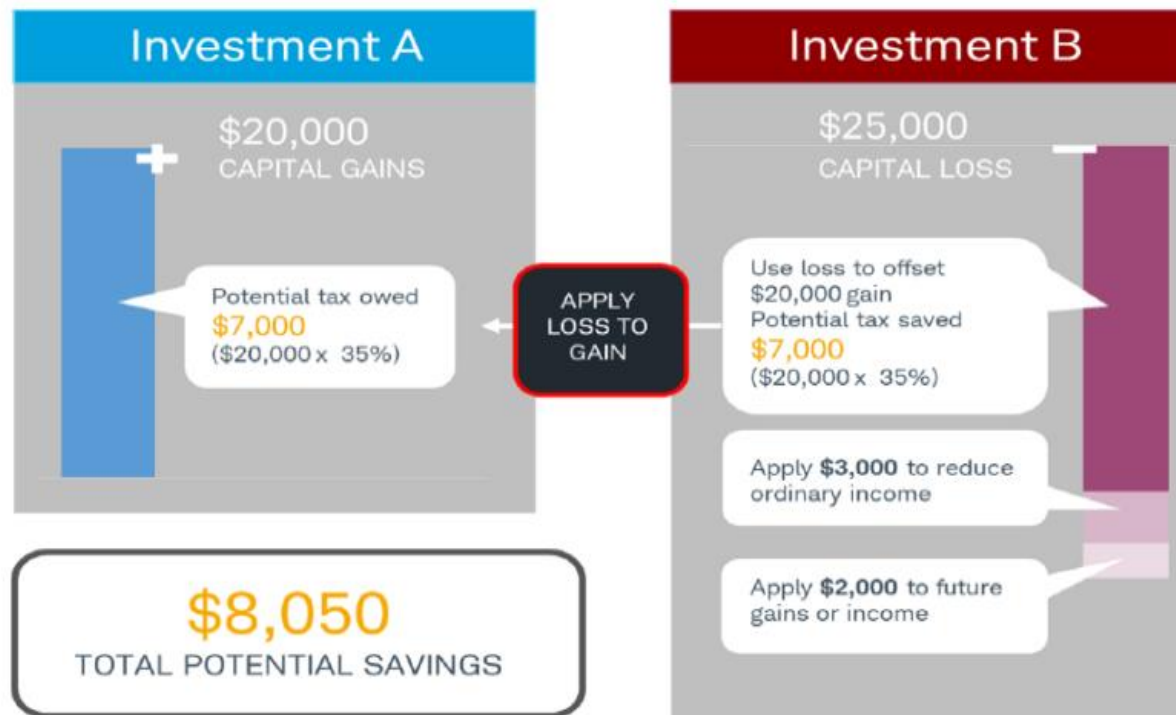 Investment A
$20,000
CAPITAL GAINS
Potential tax owed
$7,000
($20,000 x 35%)
APPLY
LOSS TO
GAIN
Investment B
$25,000
CAPITAL LOSS
Use loss to offset
$20,000 gain
Potential tax saved
$7,000
($20,000 x 35%)
Apply $3,000 to reduce
ordinary income
Apply $2,000 to future
gains or income
$8,050
TOTAL POTENTIAL SAVINGS